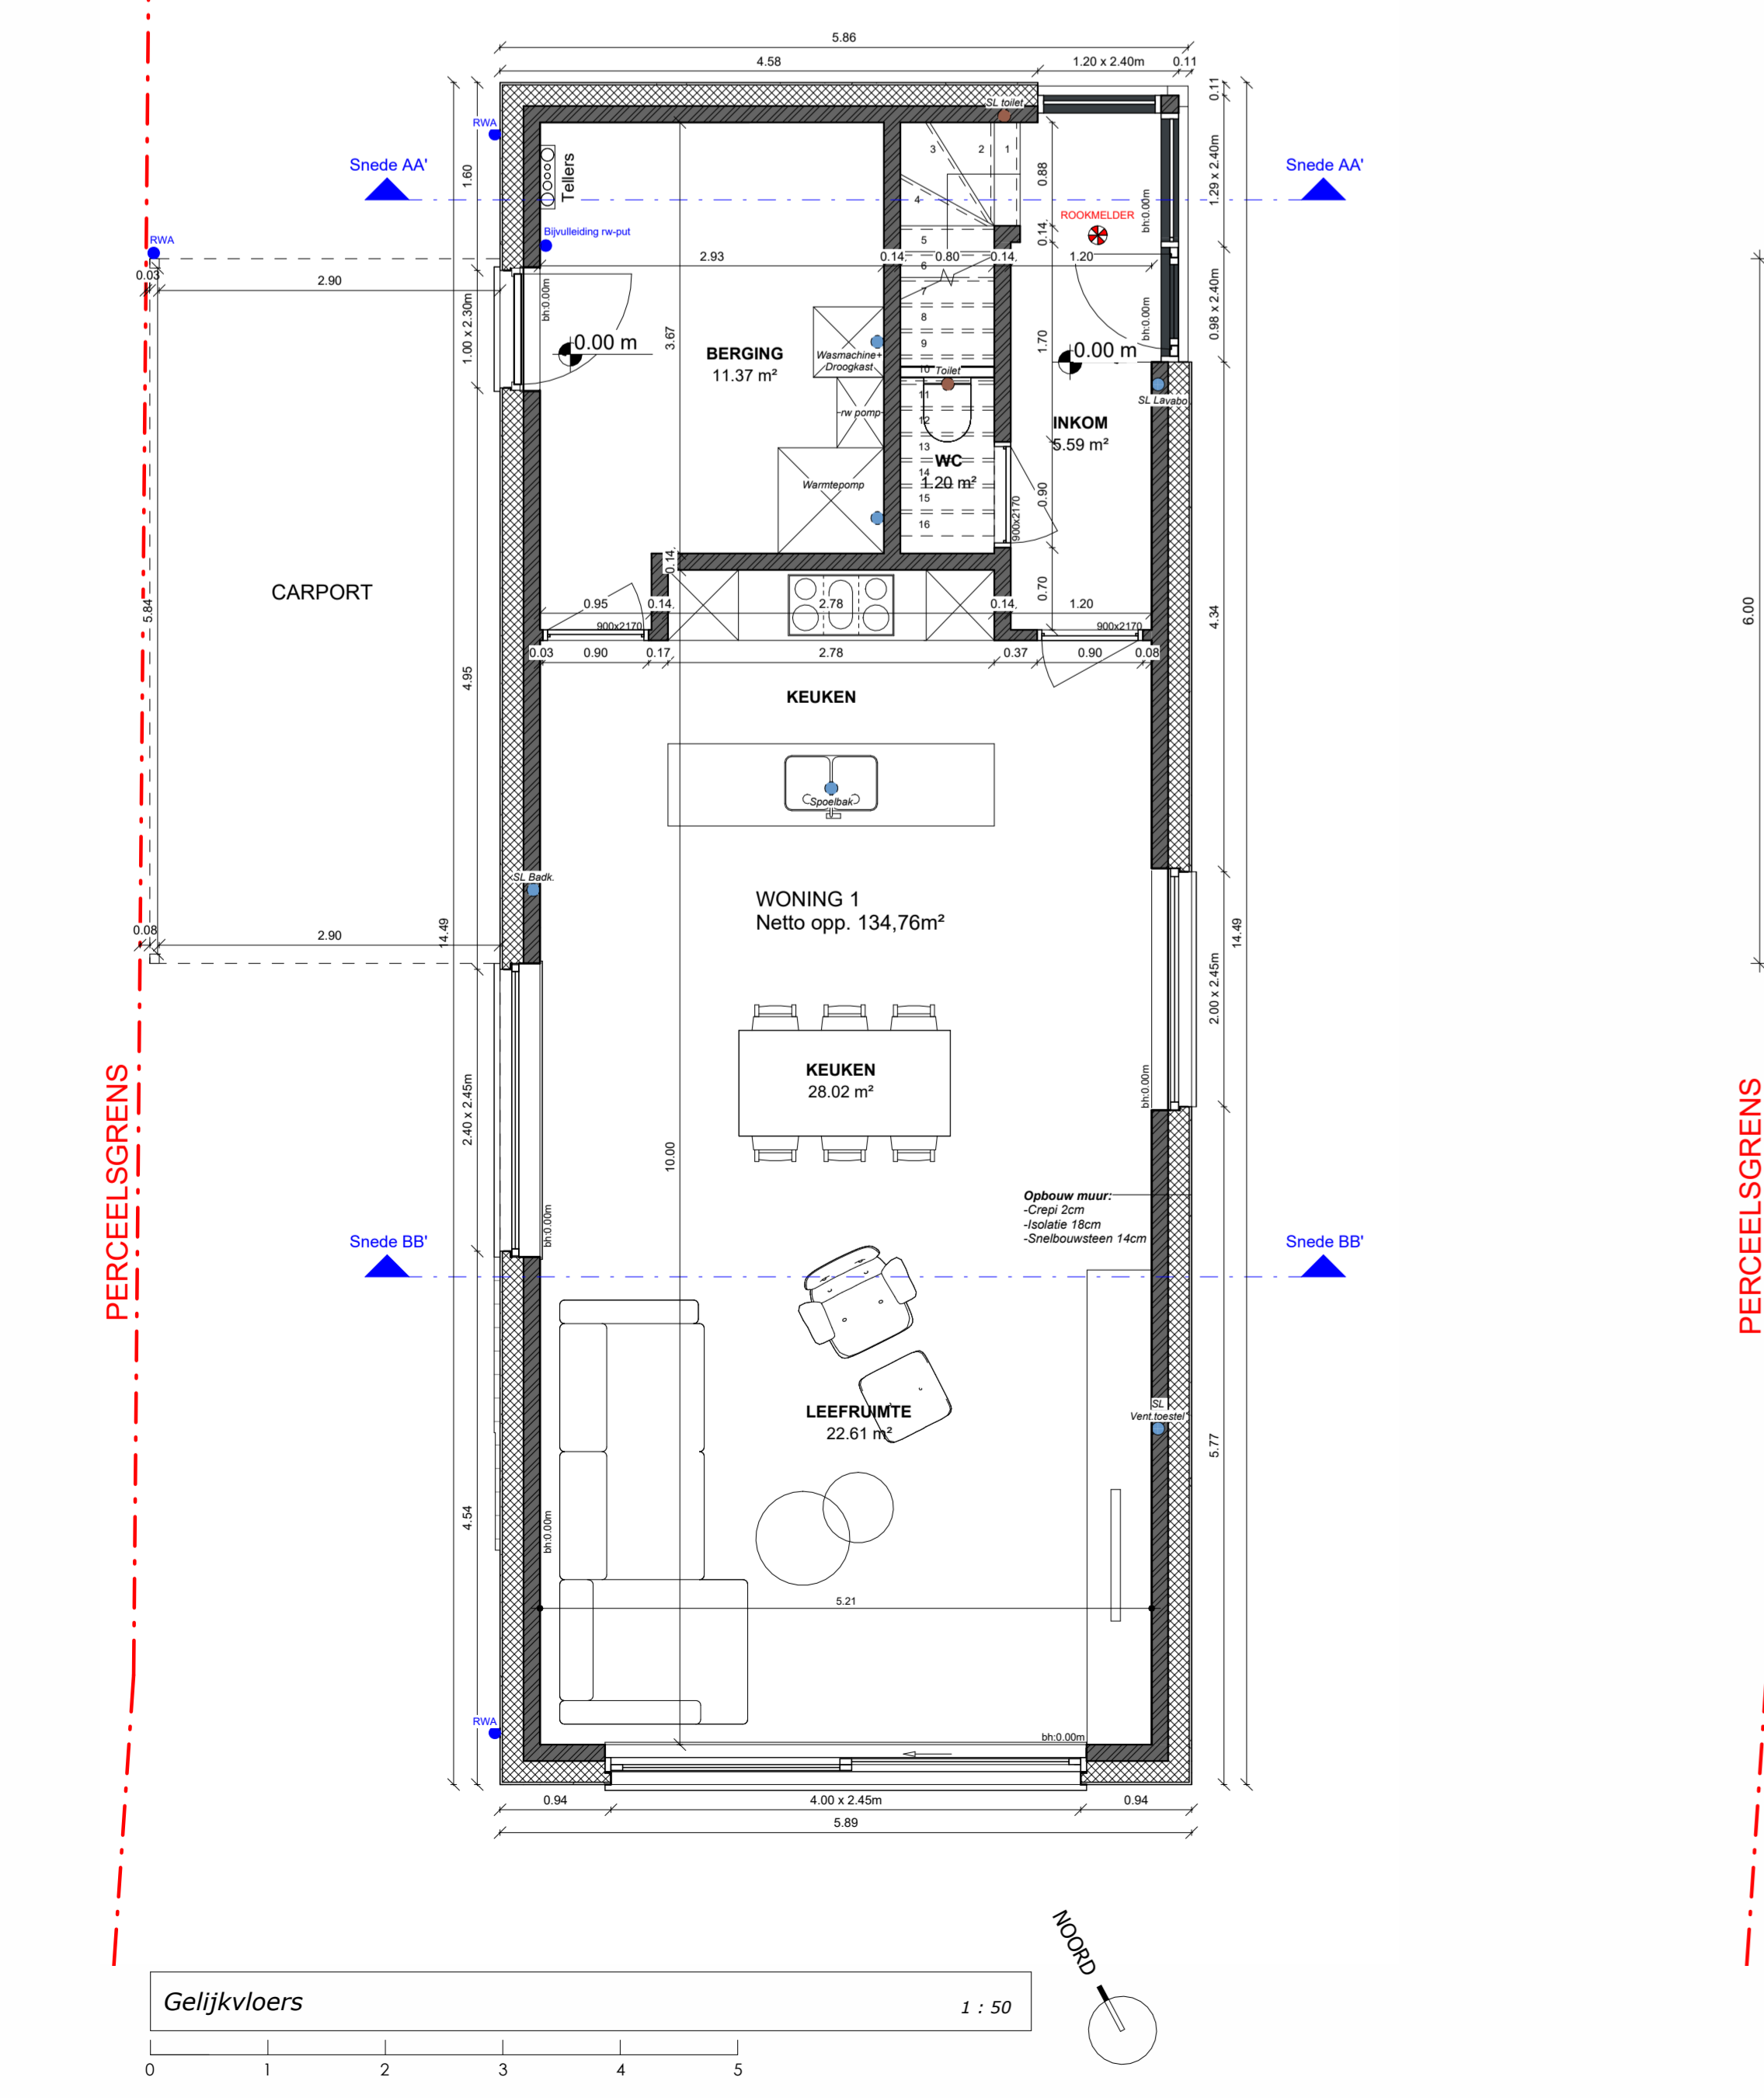 5.86
4.58
1.20 x 2.40m
0.11
0.11
SL toilet
RWA
Tellers
3
2
1
1.60
Snede AA'
0.88
bh:0.00m
1.29 x 2.40m
Snede AA'
4
ROOKMELDER
RWA
Bijvulleiding rw-put
5
0.14
2.93
0.14
0.80
0.14
1.20
6
0.03
2.90
7
1.00 x 2.30m
bh:0.00m
bh:0.00m
0.98 x 2.40m
6.00
8
0.00 m
3.67
BERGING
11.37 m²
Wasmachine+
Droogkast
9
1.70
0.00 m
10
Toilet
11
SL Lavabo
rw pomp
12
INKOM
5.59 m²
13
WC
1.20 m²
14
Warmtepomp
15
16
0.90
900x2170
0.14
CARPORT
5.84
0.70
0.95
0.14
2.78
0.14
1.20
4.34
900x2170
900x2170
0.03
0.90
0.17
2.78
0.37
0.90
0.08
4.95
KEUKEN
Spoelbak
SL Badk.
WONING 1
Netto opp. 134,76m²
0.08
2.90
14.49
14.49
2.00 x 2.45m
KEUKEN
28.02 m²
bh:0.00m
2.40 x 2.45m
PERCEELSGRENS
PERCEELSGRENS
10.00
Opbouw muur:
-Crepi 2cm
-Isolatie 18cm
-Snelbouwsteen 14cm
bh:0.00m
Snede BB'
Snede BB'
SL
Vent.toestel
LEEFRUIMTE
22.61 m²
5.77
4.54
bh:0.00m
5.21
RWA
bh:0.00m
0.94
4.00 x 2.45m
0.94
5.89
NOORD
Gelijkvloers
1 : 50
0
1
2
3
4
5